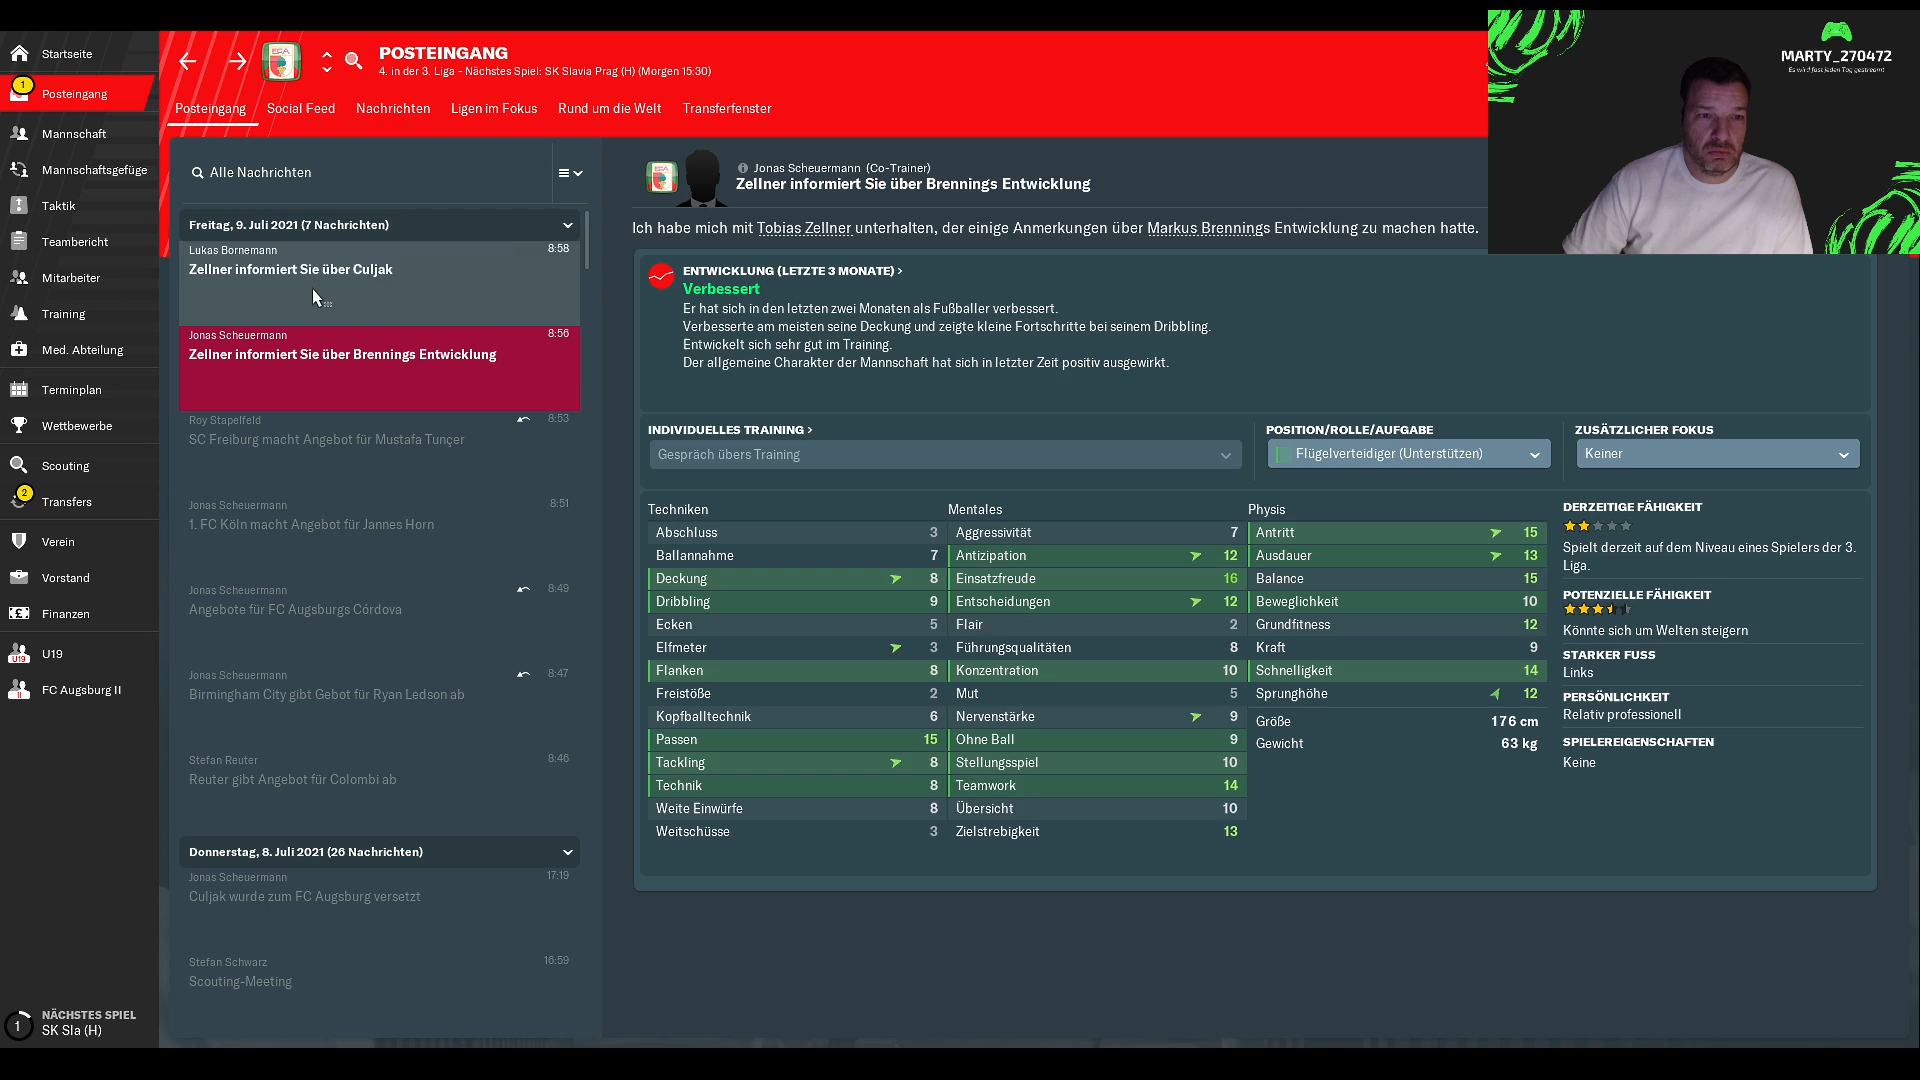 Startseite
1
Posteingang
Mannschaft
Mannschaftsgefüge
Taktik
Teambericht
Mitarbeiter
Training
Med. Abteilung
Terminplan
Wettbewerbe
Scouting
2
Transfers
Verein
Vorstand
Finanzen
U19
U19
FC Augsburg II
II
1
NÄCHSTES SPIEL
SK Sla (H)
POSTEINGANG
4. in der 3. Liga - Nächstes Spiel: SK Slavia Prag (H) (Morgen 15:30)
Posteingang Social Feed Nachrichten Ligen im Fokus Rund um die Welt Transferfenster
MARTY_270472
Es wird fast jeden Tag gestreamt
Alle Nachrichten
Freitag, 9. Juli 2021 (7 Nachrichten)
Lukas Bornemann 8:58
Zellner informiert Sie über Culjak
Jonas Scheuermann 8:56
Zellner informiert Sie über Brennings Entwicklung
Roy Stapelfeld 8:53
SC Freiburg macht Angebot für Mustafa Tunçer
Jonas Scheuermann 8:51
1. FC Köln macht Angebot für Jannes Horn
Jonas Scheuermann 8:49
Angebote für FC Augsburgs Córdova
Jonas Scheuermann 8:47
Birmingham City gibt Gebot für Ryan Ledson ab
Stefan Reuter 8:46
Reuter gibt Angebot für Colombi ab
Donnerstag, 8. Juli 2021 (26 Nachrichten)
Jonas Scheuermann 17:19
Culjak wurde zum FC Augsburg versetzt
Stefan Schwarz 16:59
Scouting-Meeting
Jonas Scheuermann (Co-Trainer)
Zellner informiert Sie über Brennings Entwicklung
Ich habe mich mit Tobias Zellner unterhalten, der einige Anmerkungen über Markus Brennings Entwicklung zu machen hatte.
ENTWICKLUNG (LETZTE 3 MONATE) >
Verbessert
Er hat sich in den letzten zwei Monaten als Fußballer verbessert.
Verbesserte am meisten seine Deckung und zeigte kleine Fortschritte bei seinem Dribbling.
Entwickelt sich sehr gut im Training.
Der allgemeine Charakter der Mannschaft hat sich in letzter Zeit positiv ausgewirkt.
INDIVIDUELLES TRAINING >
Gespräch übers Training
POSITION/ROLLE/AUFGABE
Flügelverteidiger (Unterstützen)
ZUSÄTZLICHER FOKUS
Keiner
Techniken
Abschluss 3
Ballannahme 7
Deckung 8
Dribbling 9
Ecken 5
Elfmeter 3
Flanken 8
Freistöße 2
Kopfballtechnik 6
Passen 15
Tackling 8
Technik 8
Weite Einwürfe 8
Weitschüsse 3
Mentales
Aggressivität 7
Antizipation 12
Einsatzfreude 16
Entscheidungen 12
Flair 2
Führungsqualitäten 8
Konzentration 10
Mut 5
Nervenstärke 9
Ohne Ball 9
Stellungsspiel 10
Teamwork 14
Übersicht 10
Zielstrebigkeit 13
Physis
Antritt 15
Ausdauer 13
Balance 15
Beweglichkeit 10
Grundfitness 12
Kraft 9
Schnelligkeit 14
Sprunghöhe 12
Größe 176 cm
Gewicht 63 kg
DERZEITIGE FÄHIGKEIT
Spielt derzeit auf dem Niveau eines Spielers der 3.
Liga.
POTENZIELLE FÄHIGKEIT
Könnte sich um Welten steigern
STARKER FUSS
Links
PERSÖNLICHKEIT
Relativ professionell
SPIELEREIGENSCHAFTEN
Keine